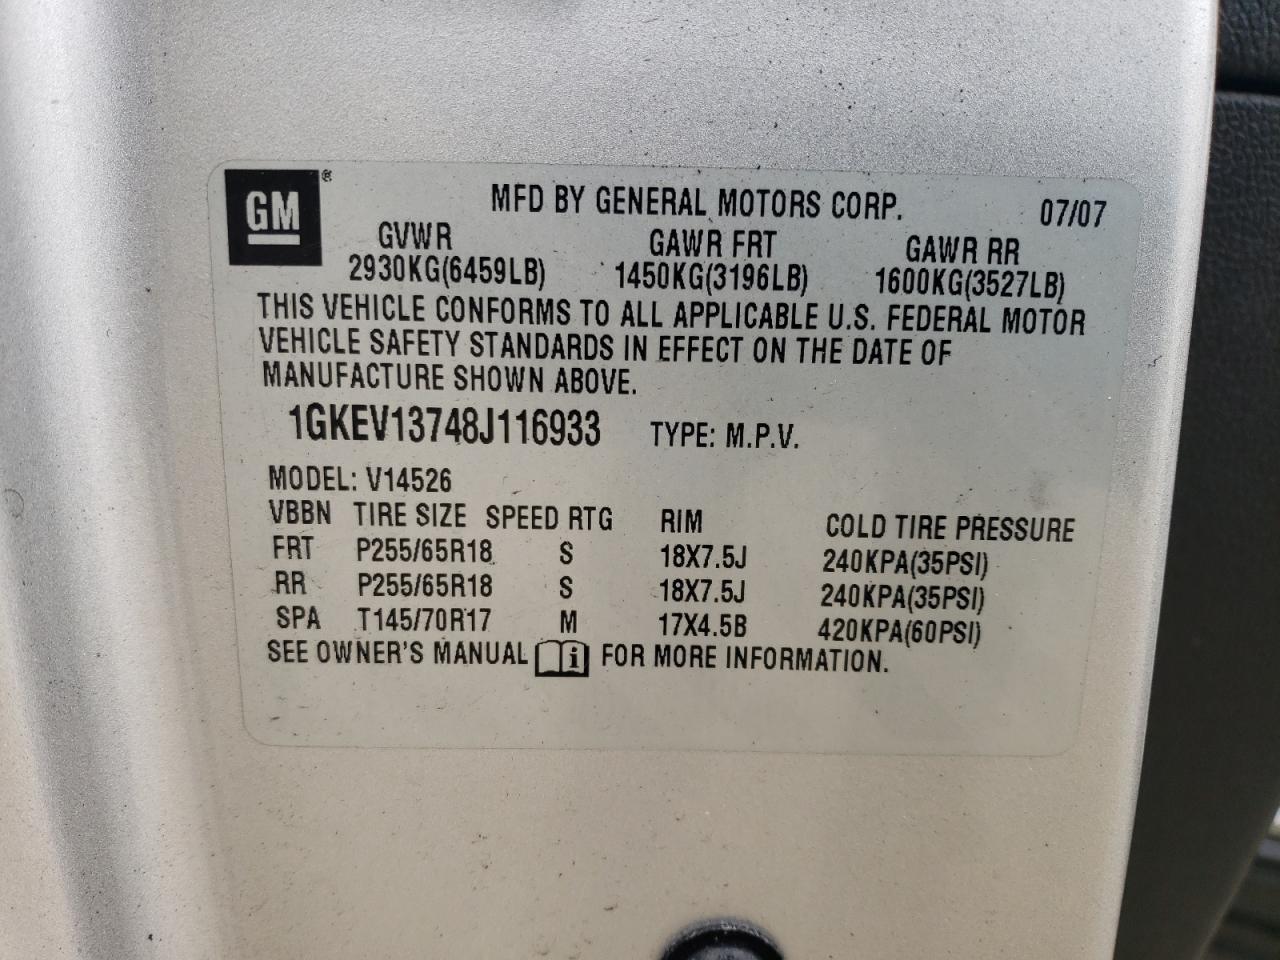 GM®
MFD BY GENERAL MOTORS CORP. 07/07
GVWR GAWR FRT GAWR RR
2930KG(6459LB) 1450KG(3196LB) 1600KG(3527LB)
THIS VEHICLE CONFORMS TO ALL APPLICABLE U.S. FEDERAL MOTOR
VEHICLE SAFETY STANDARDS IN EFFECT ON THE DATE OF
MANUFACTURE SHOWN ABOVE.
1GKEV13748J116933 TYPE: M.P.V.
MODEL: V14526
VBBN TIRE SIZE SPEED RTG RIM COLD TIRE PRESSURE
FRT P255/65R18 S 18X7.5J 240KPA(35PSI)
RR P255/65R18 S 18X7.5J 240KPA(35PSI)
SPA T145/70R17 M 17X4.5B 420KPA(60PSI)
SEE OWNER'S MANUAL i FOR MORE INFORMATION.